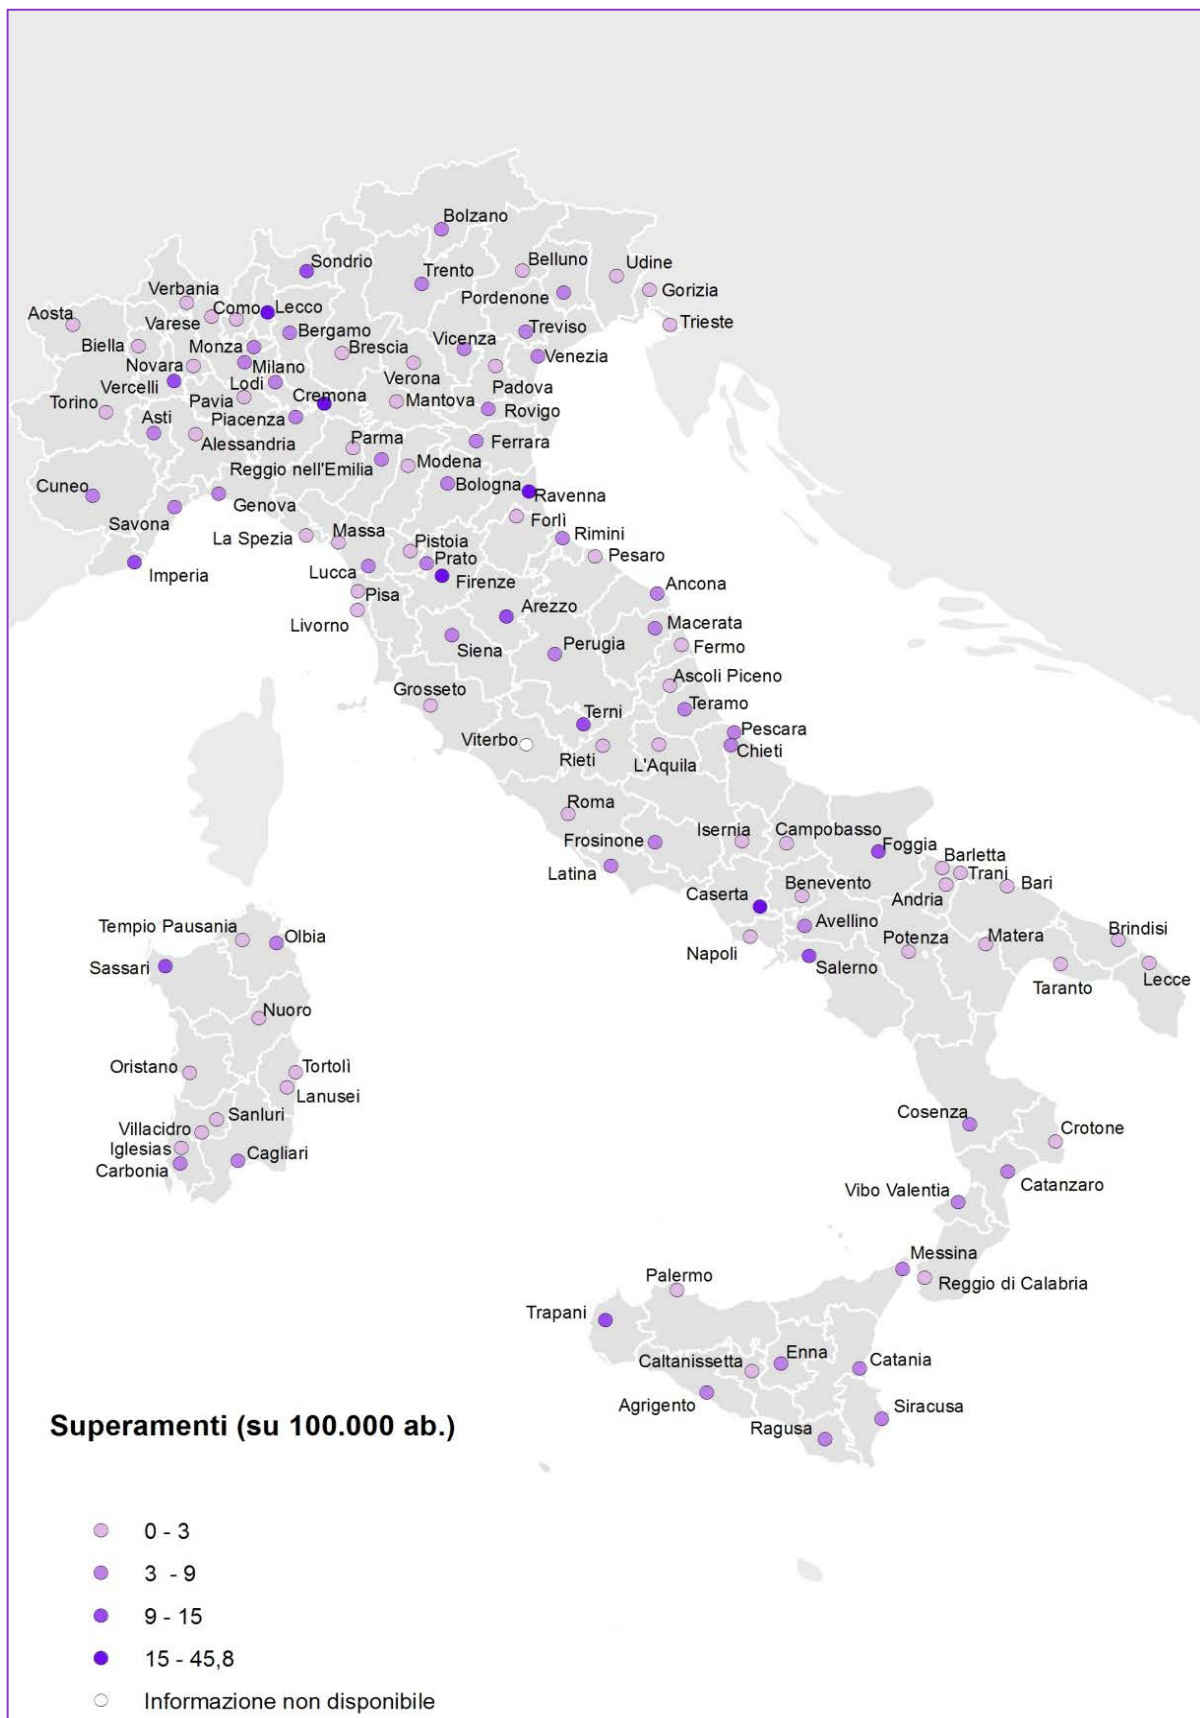 Bolzano
Sondrio
Trento
Belluno
Udine
Pordenone
Gorizia
Verbania
Como
Lecco
Aosta
Varese
Bergamo
Vicenza
Treviso
Trieste
Biella
Monza
Brescia
Venezia
Novara
Milano
Verona
Padova
Vercelli
Lodi
Torino
Pavia
Cremona
Mantova
Rovigo
Asti
Piacenza
Alessandria
Parma
Ferrara
Reggio nell'Emilia
Modena
Cuneo
Bologna
Ravenna
Savona
Genova
Forlì
La Spezia
Massa
Pistoia
Rimini
Prato
Pesaro
Imperia
Lucca
Firenze
Pisa
Ancona
Livorno
Arezzo
Macerata
Siena
Perugia
Fermo
Grosseto
Ascoli Piceno
Terni
Teramo
Viterbo
Pescara
Rieti
L'Aquila
Chieti
Roma
Frosinone
Isernia
Campobasso
Foggia
Barletta
Latina
Trani
Caserta
Benevento
Andria
Bari
Tempio Pausania
Olbia
Avellino
Napoli
Potenza
Matera
Brindisi
Sassari
Salerno
Taranto
Lecce
Nuoro
Oristano
Tortolì
Lanusei
Sanluri
Villacidro
Iglesias
Carbonia
Cagliari
Cosenza
Crotone
Catanzaro
Vibo Valentia
Messina
Palermo
Reggio di Calabria
Trapani
Caltanissetta
Enna
Catania
Agrigento
Siracusa
Ragusa
Superamenti (su 100.000 ab.)
0 - 3
3 - 9
9 - 15
15 - 45,8
Informazione non disponibile